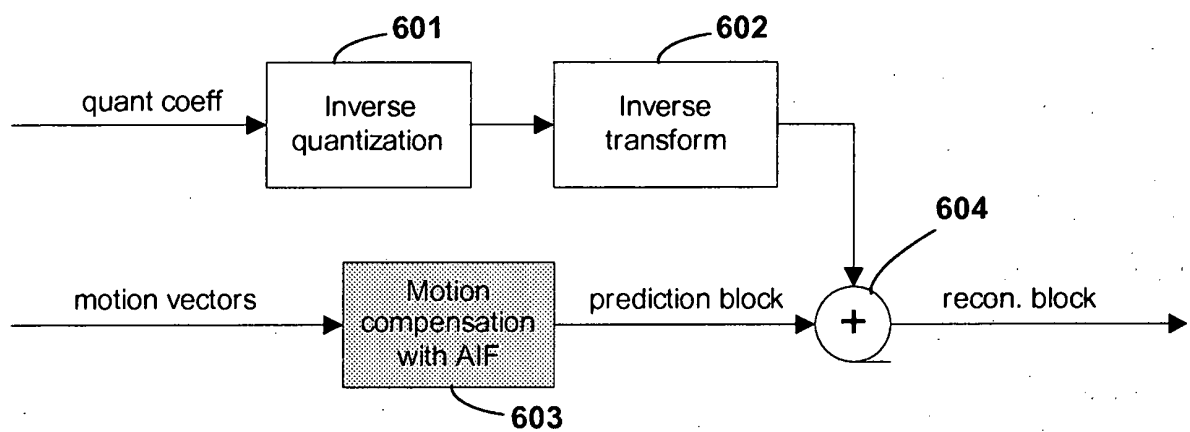 601
602
quant coeff
Inverse
quantization
Inverse
transform
604
motion vectors
Motion
compensation
with AIF
prediction block
+
recon. block
603